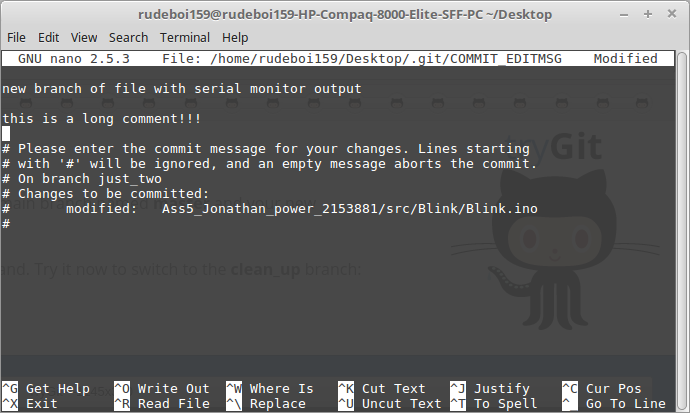 rudeboi159@rudeboi159-HP-Compaq-8000-Elite-SFF-PC ~/Desktop
File Edit View Search Terminal Help
GNU nano 2.5.3 File: /home/rudeboi159/Desktop/.git/COMMIT_EDITMSG Modified
new branch of file with serial monitor output
this is a long comment!!!
# Please enter the commit message for your changes. Lines starting
# with '#' will be ignored, and an empty message aborts the commit.
# On branch just_two
# Changes to be committed:
# modified: Ass5_Jonathan_power_2153881/src/Blink/Blink.ino
#
Git
and. Try it now to switch to the clean_up branch:
^G Get Help ^O Write Out ^W Where Is ^K Cut Text ^J Justify ^C Cur Pos
^X Exit ^R Read File ^\ Replace ^U Uncut Text ^T To Spell ^_ Go To Line